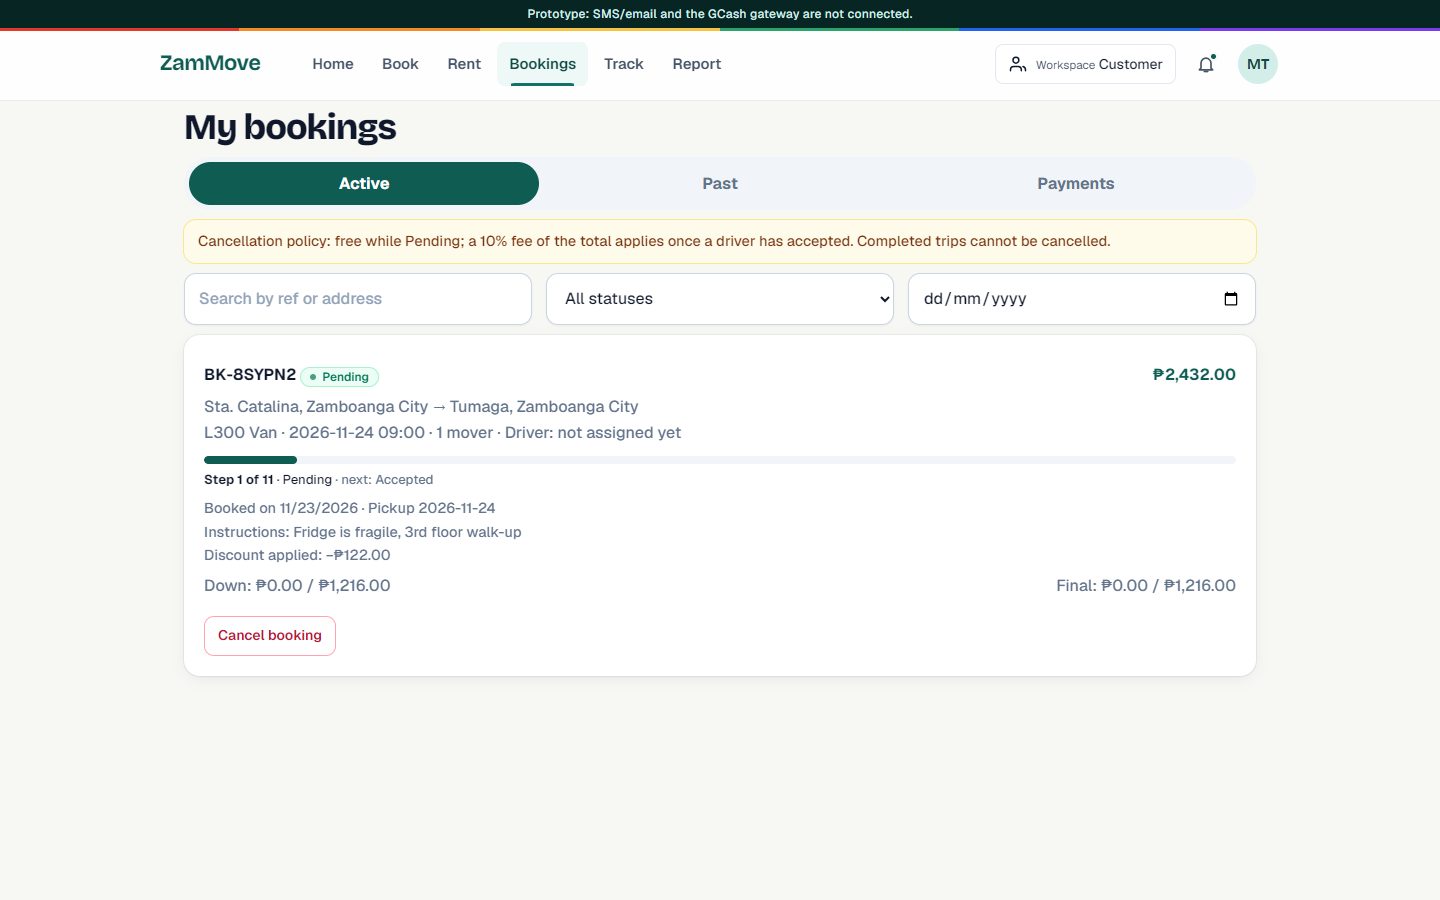 Prototype: SMS/email and the GCash gateway are not connected.
ZamMove Home Book Rent Bookings Track Report Workspace Customer MT
My bookings
Active Past Payments
Cancellation policy: free while Pending; a 10% fee of the total applies once a driver has accepted. Completed trips cannot be cancelled.
Search by ref or address All statuses dd/mm/yyyy
BK-8SYPN2 Pending ₱2,432.00
Sta. Catalina, Zamboanga City → Tumaga, Zamboanga City
L300 Van · 2026-11-24 09:00 · 1 mover · Driver: not assigned yet
Step 1 of 11 · Pending · next: Accepted
Booked on 11/23/2026 · Pickup 2026-11-24
Instructions: Fridge is fragile, 3rd floor walk-up
Discount applied: −₱122.00
Down: ₱0.00 / ₱1,216.00 Final: ₱0.00 / ₱1,216.00
Cancel booking